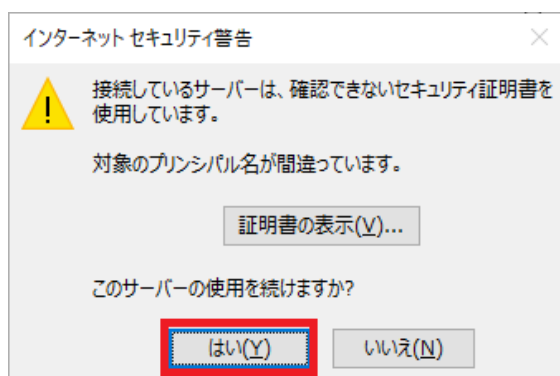 インターネット セキュリティ警告
接続しているサーバーは、確認できないセキュリティ証明書を
使用しています。
対象のプリンシパル名が間違っています。
証明書の表示(V)...
このサーバーの使用を続けますか?
はい(Y)
いいえ(N)